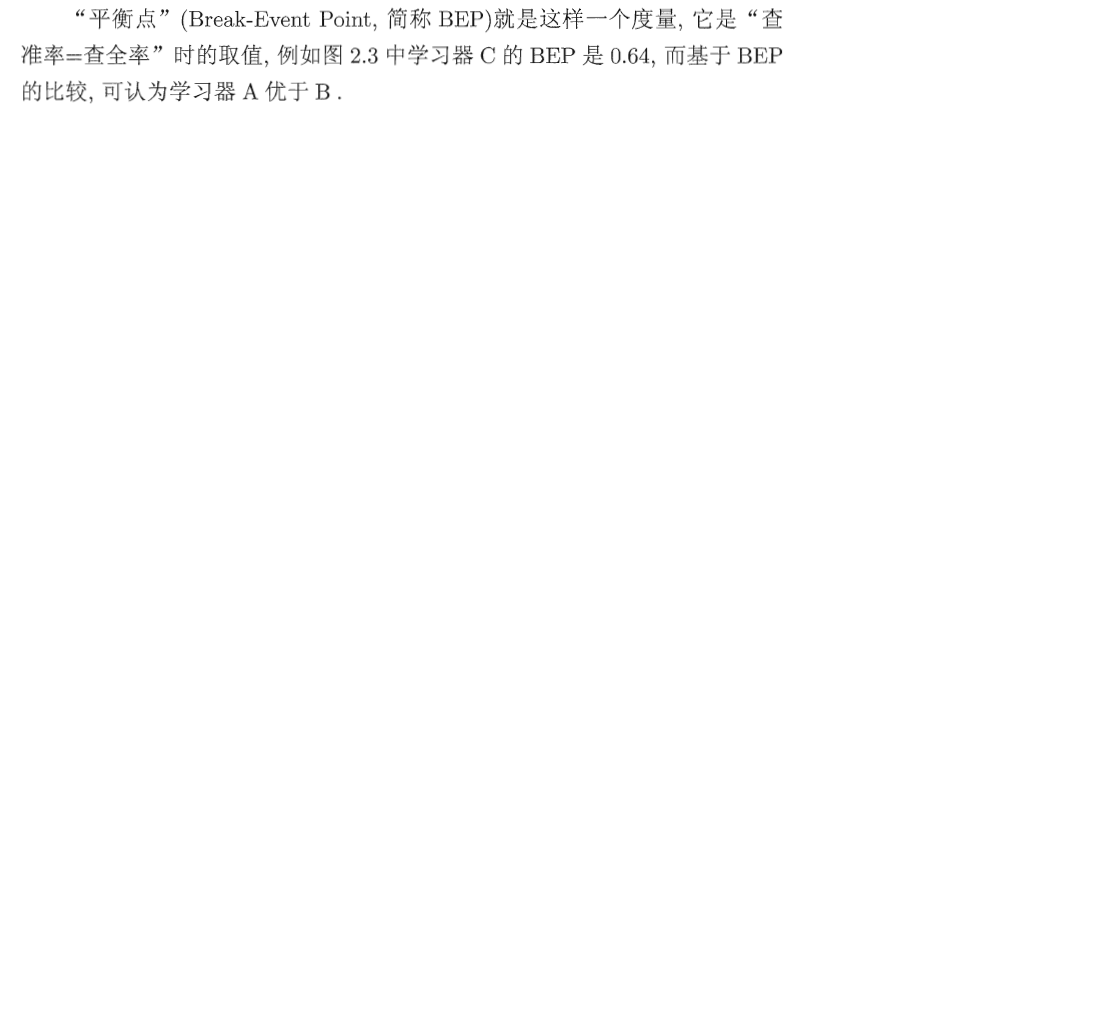 “平衡点”(Break-Event Point, 简称 BEP)就是这样一个度量, 它是“查
准率=查全率”时的取值, 例如图 2.3 中学习器 C 的 BEP 是 0.64, 而基于 BEP
的比较, 可认为学习器 A 优于 B .